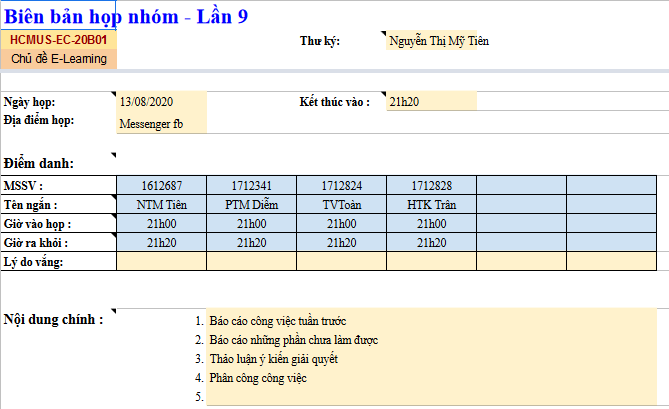 Biên bản họp nhóm - Lần 9
HCMUS-EC-20B01
Thư ký: Nguyễn Thị Mỹ Tiên
Chủ đề E-Learning
Ngày họp: 13/08/2020 Kết thúc vào : 21h20
Địa điểm họp: Messenger fb
Điểm danh:
MSSV : 1612687 1712341 1712824 1712828
Tên ngắn : NTM Tiên PTM Diễm TVToàn HTK Trân
Giờ vào họp : 21h00 21h00 21h00 21h00
Giờ ra khỏi : 21h20 21h20 21h20 21h20
Lý do vắng:
Nội dung chính :
1. Báo cáo công việc tuần trước
2. Báo cáo những phần chưa làm được
3. Thảo luận ý kiến giải quyết
4. Phân công công việc
5.